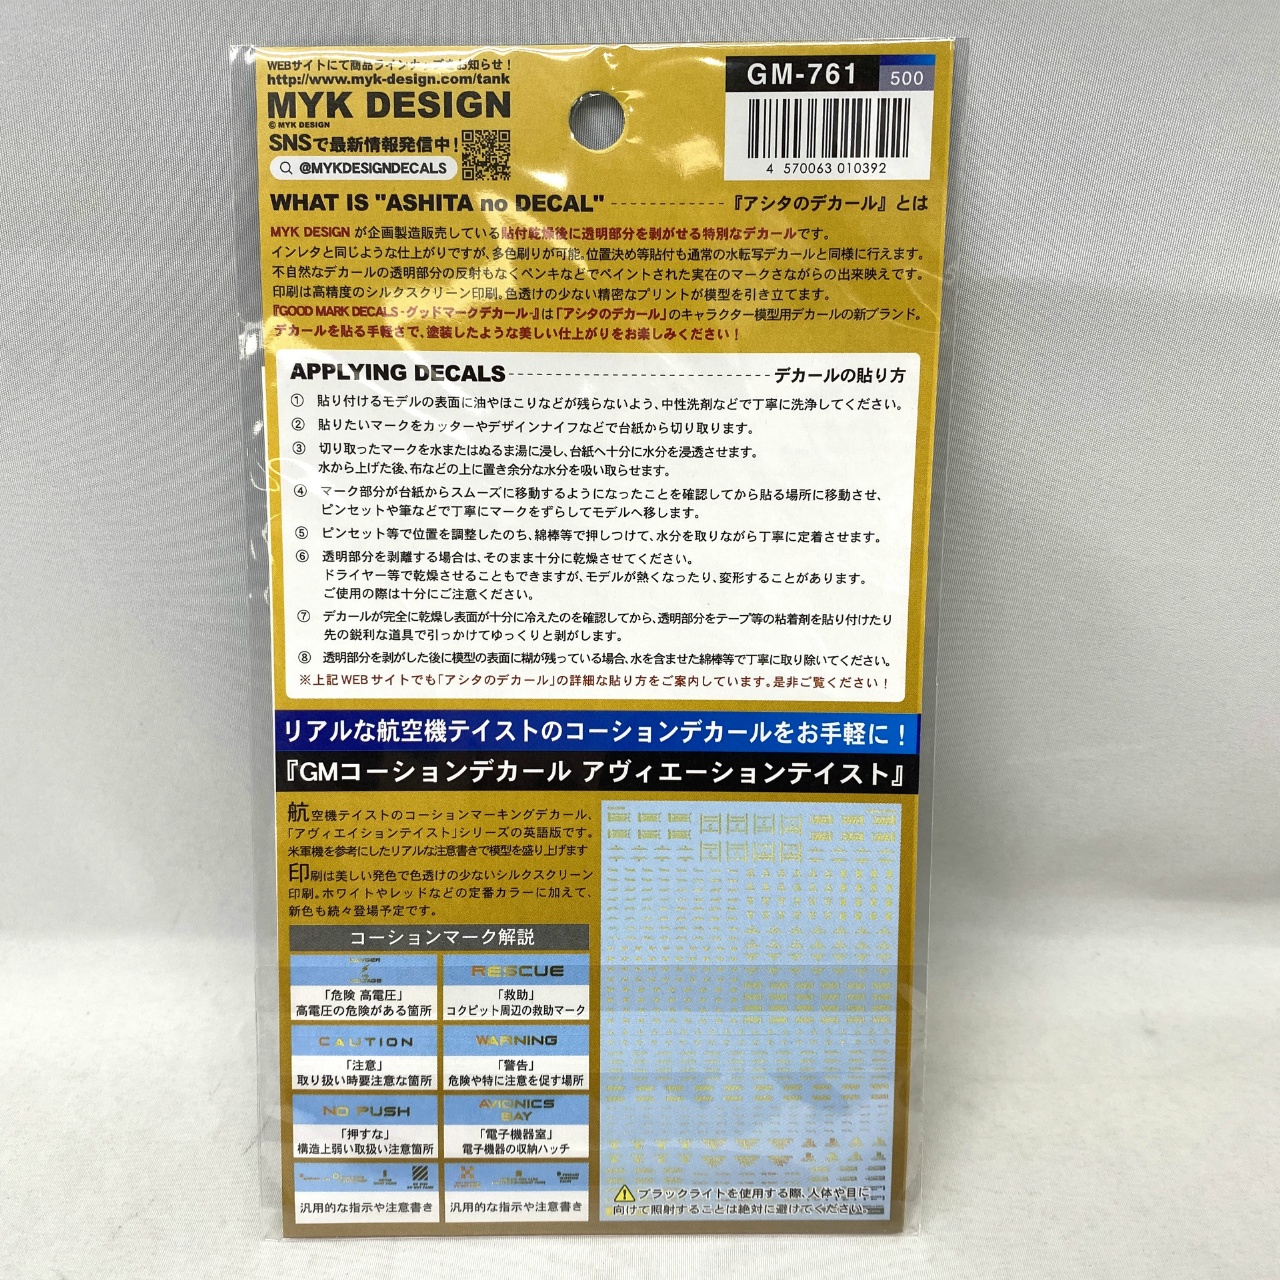 WEBサイトにて商品ラインナップをお知らせ！
http://www.myk-design.com/tank
MYK DESIGN
© MYK DESIGN
SNSで最新情報発信中！
@MYKDESIGNDECALS
GM-761 500
4 570063 010392
WHAT IS "ASHITA no DECAL" 『アシタのデカール』とは
MYK DESIGN が企画製造販売している貼付乾燥後に透明部分を剥がせる特別なデカールです。
インレタと同じような仕上がりですが、多色刷りが可能。位置決め等貼付も通常の水転写デカールと同様に行えます。
不自然なデカールの透明部分の反射もなくペンキなどでペイントされた実在のマークさながらの出来映えです。
印刷は高精度のシルクスクリーン印刷。色透けの少ない精密なプリントが模型を引き立てます。
『GOOD MARK DECALS -グッドマークデカール-』は「アシタのデカール」のキャラクター模型用デカールの新ブランド。
デカールを貼る手軽さで、塗装したような美しい仕上がりをお楽しみください！
APPLYING DECALS デカールの貼り方
① 貼り付けるモデルの表面に油やほこりなどが残らないよう、中性洗剤などで丁寧に洗浄してください。
② 貼りたいマークをカッターやデザインナイフなどで台紙から切り取ります。
③ 切り取ったマークを水またはぬるま湯に浸し、台紙へ十分に水分を浸透させます。
水から上げた後、布などの上に置き余分な水分を吸い取らせます。
④ マーク部分が台紙からスムーズに移動するようになったことを確認してから貼る場所に移動させ、
ピンセットや筆などで丁寧にマークをずらしてモデルへ移します。
⑤ ピンセット等で位置を調整したのち、綿棒等で押しつけて、水分を取りながら丁寧に定着させます。
⑥ 透明部分を剥離する場合は、そのまま十分に乾燥させてください。
ドライヤー等で乾燥させることもできますが、モデルが熱くなったり、変形することがあります。
ご使用の際は十分にご注意ください。
⑦ デカールが完全に乾燥し表面が十分に冷えたのを確認してから、透明部分をテープ等の粘着剤を貼り付けたり
先の鋭利な道具で引っかけてゆっくりと剥がします。
⑧ 透明部分を剥がした後に模型の表面に糊が残っている場合、水を含ませた綿棒等で丁寧に取り除いてください。
※上記WEBサイトでも「アシタのデカール」の詳細な貼り方をご案内しています。是非ご覧ください！
リアルな航空機テイストのコーションデカールをお手軽に！
『GMコーションデカール アヴィエーションテイスト』
航空機テイストのコーションマーキングデカール、
「アヴィエイションテイスト」シリーズの英語版です。
米軍機を参考にしたリアルな注意書きで模型を盛り上げます
印刷は美しい発色で色透けの少ないシルクスクリーン
印刷。ホワイトやレッドなどの定番カラーに加えて、
新色も続々登場予定です。
コーションマーク解説
「危険 高電圧」
高電圧の危険がある箇所
RESCUE
「救助」
コクピット周辺の救助マーク
CAUTION
「注意」
取り扱い時要注意な箇所
WARNING
「警告」
危険や特に注意を促す場所
NO PUSH
「押すな」
構造上弱い取扱い注意箇所
AVIONICS
BAY
「電子機器室」
電子機器の収納ハッチ
汎用的な指示や注意書き
汎用的な指示や注意書き
ブラックライトを使用する際、人体や目に
向けて照射することは絶対に避けてください。